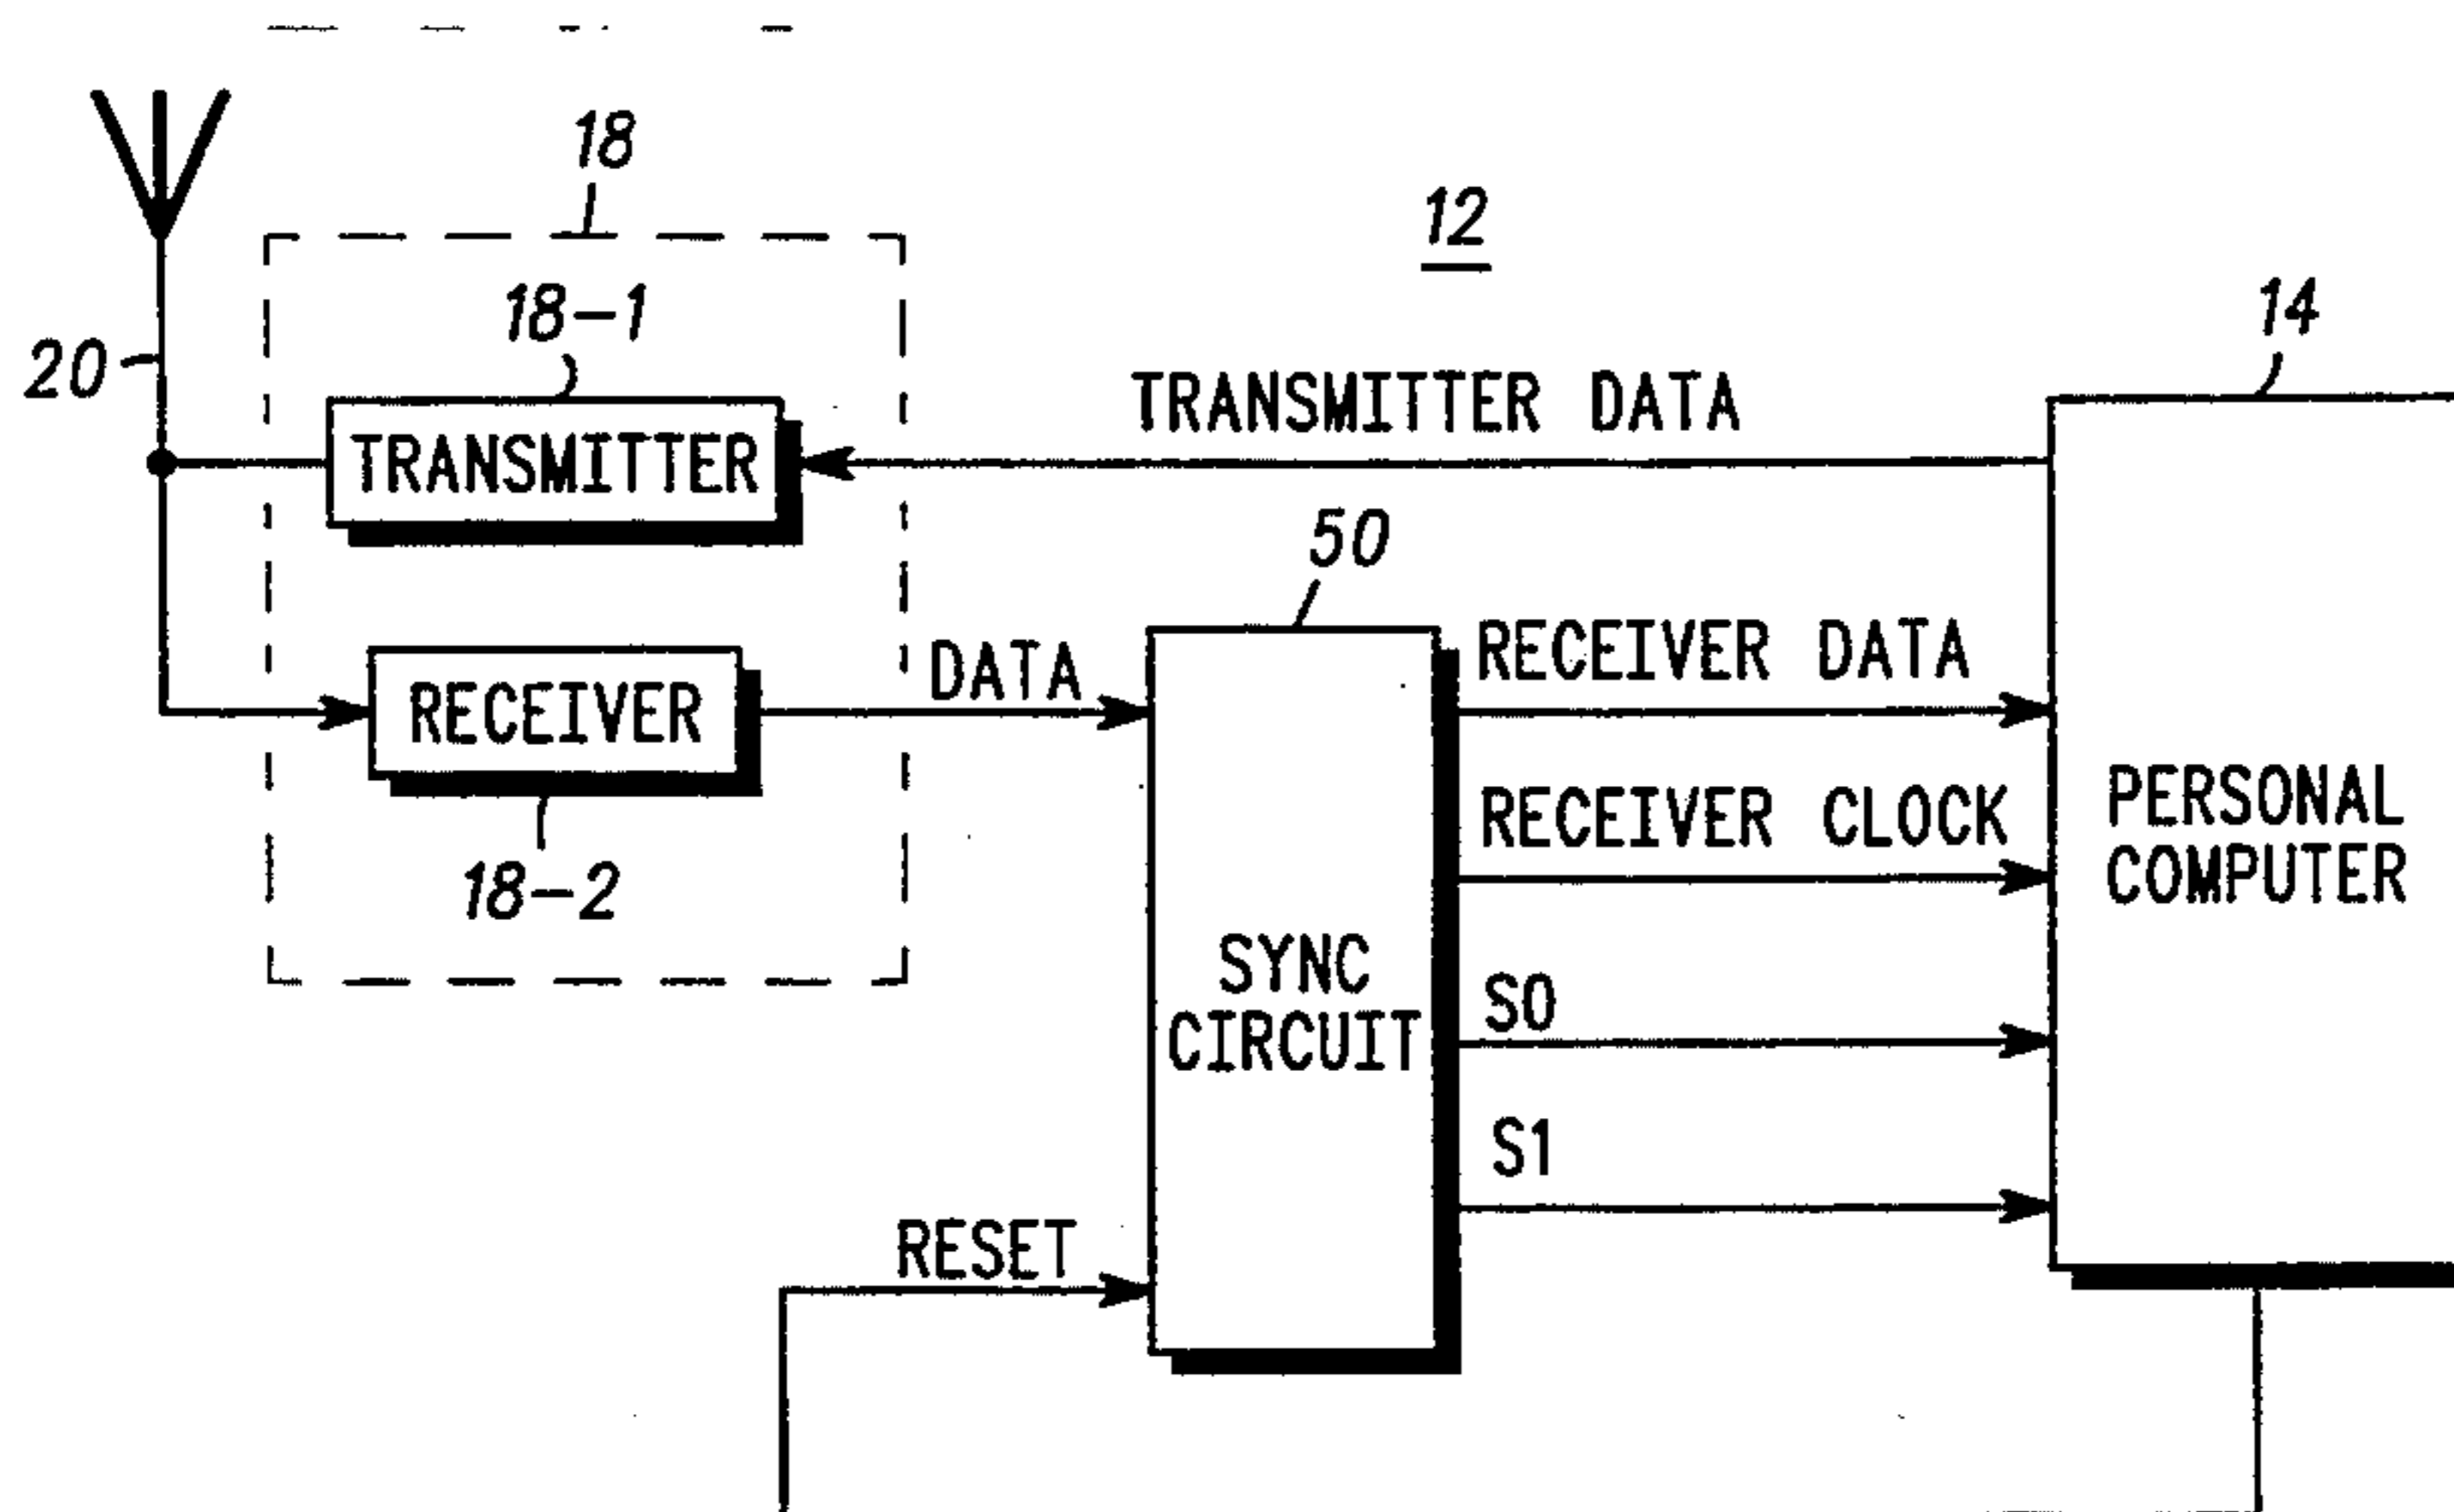 18
12
18-1
14
20
TRANSMITTER DATA
TRANSMITTER
50
RECEIVER DATA
DATA
RECEIVER
RECEIVER CLOCK
PERSONAL
COMPUTER
18-2
SYNC
CIRCUIT
S0
S1
RESET